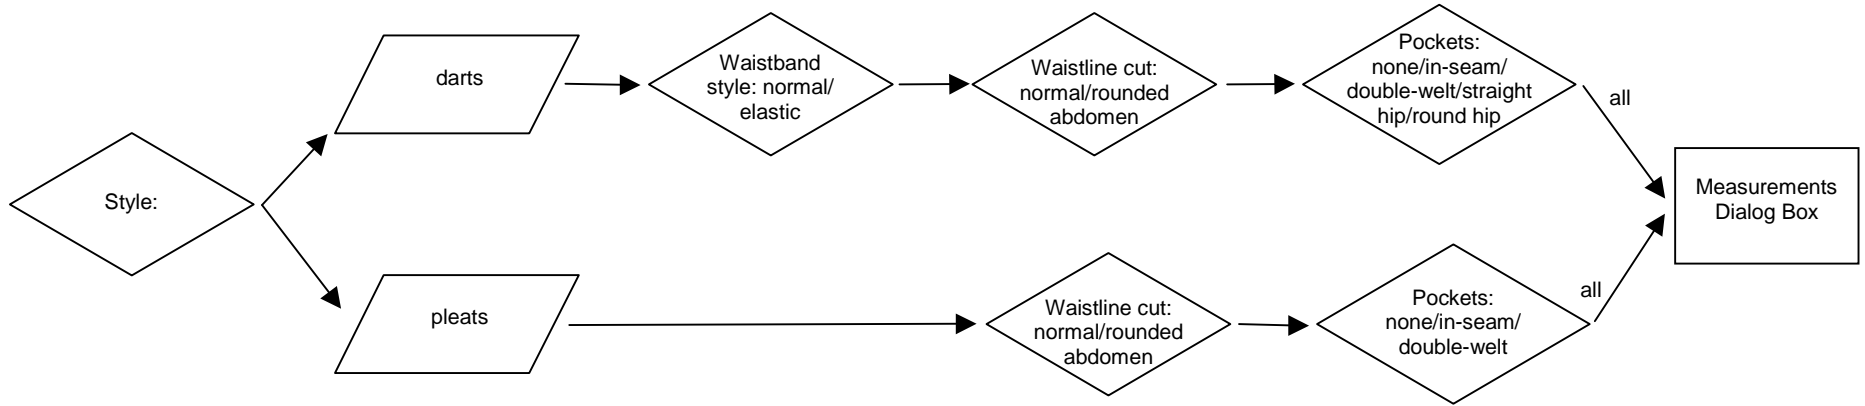 Style:
darts
Waistband
style: normal/
elastic
Waistline cut:
normal/rounded
abdomen
Pockets:
none/in-seam/
double-welt/straight
hip/round hip
all
pleats
Waistline cut:
normal/rounded
abdomen
Pockets:
none/in-seam/
double-welt
all
Measurements
Dialog Box